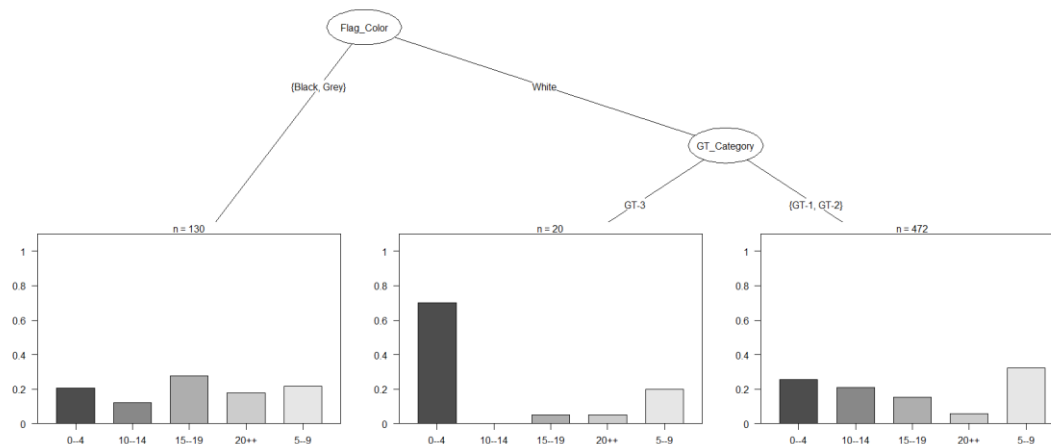 Flag_Color
{Black, Grey}
White
GT_Category
GT-3
{GT-1, GT-2}
n = 130
n = 20
n = 472
1
0.8
0.6
0.4
0.2
0
1
0.8
0.6
0.4
0.2
0
1
0.8
0.6
0.4
0.2
0
0--4 10--14 15--19 20++ 5--9
0--4 10--14 15--19 20++ 5--9
0--4 10--14 15--19 20++ 5--9